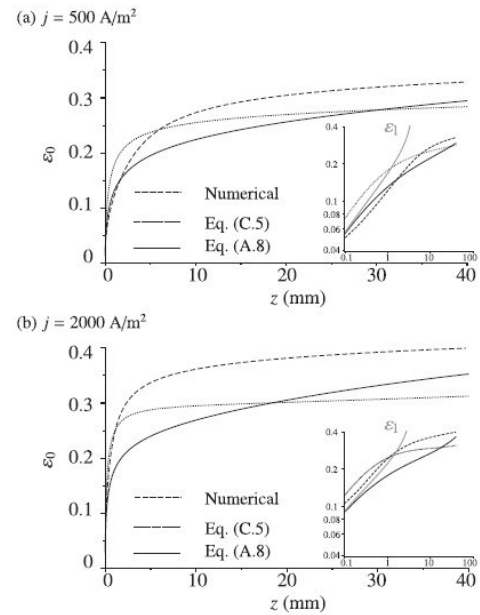 (a) j = 500 A/m²
0.4
0.3
0.2
0.1
0
ε₀
Numerical
Eq. (C.5)
Eq. (A.8)
ε₁
0.4
0.2
0.1
0.08
0.06
0.04
0.1 1 10 100
0 10 20 30 40
z (mm)
(b) j = 2000 A/m²
0.4
0.3
0.2
0.1
0
ε₀
Numerical
Eq. (C.5)
Eq. (A.8)
ε₁
0.4
0.2
0.1
0.08
0.06
0.04
0.1 1 10 100
0 10 20 30 40
z (mm)